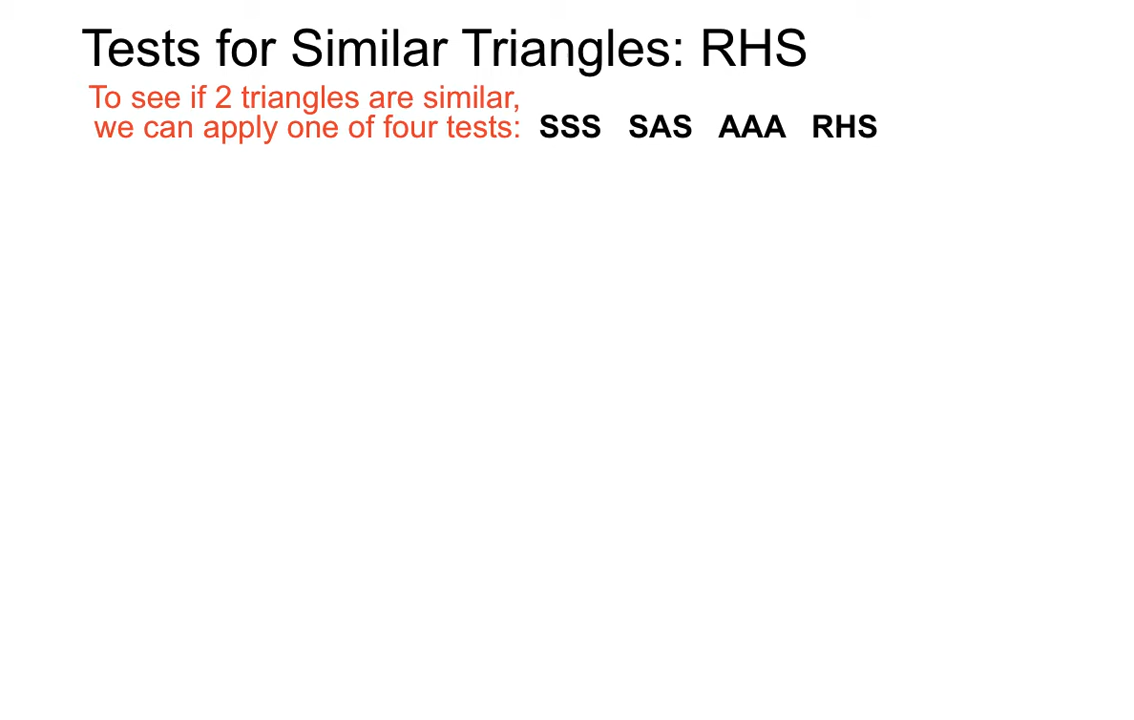 Tests for Similar Triangles: RHS
To see if 2 triangles are similar,
we can apply one of four tests: SSS SAS AAA RHS